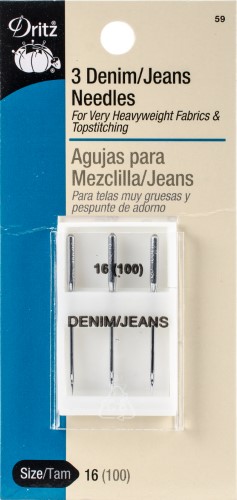 59
Dritz
3 Denim/Jeans
Needles
For Very Heavyweight Fabrics &
Topstitching
Agujas para
Mezclilla/Jeans
Para telas muy gruesas y
pespunte de adorno
16 (100)
DENIM/JEANS
Size/Tam 16 (100)